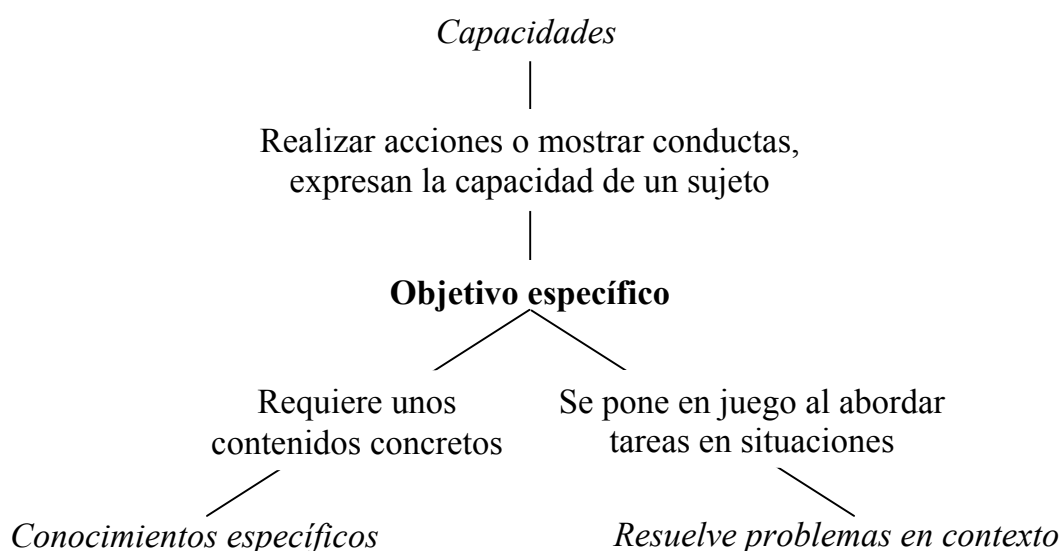 Capacidades
Realizar acciones o mostrar conductas,
expresan la capacidad de un sujeto
Objetivo específico
Requiere unos
contenidos concretos
Se pone en juego al abordar
tareas en situaciones
Conocimientos específicos
Resuelve problemas en contexto